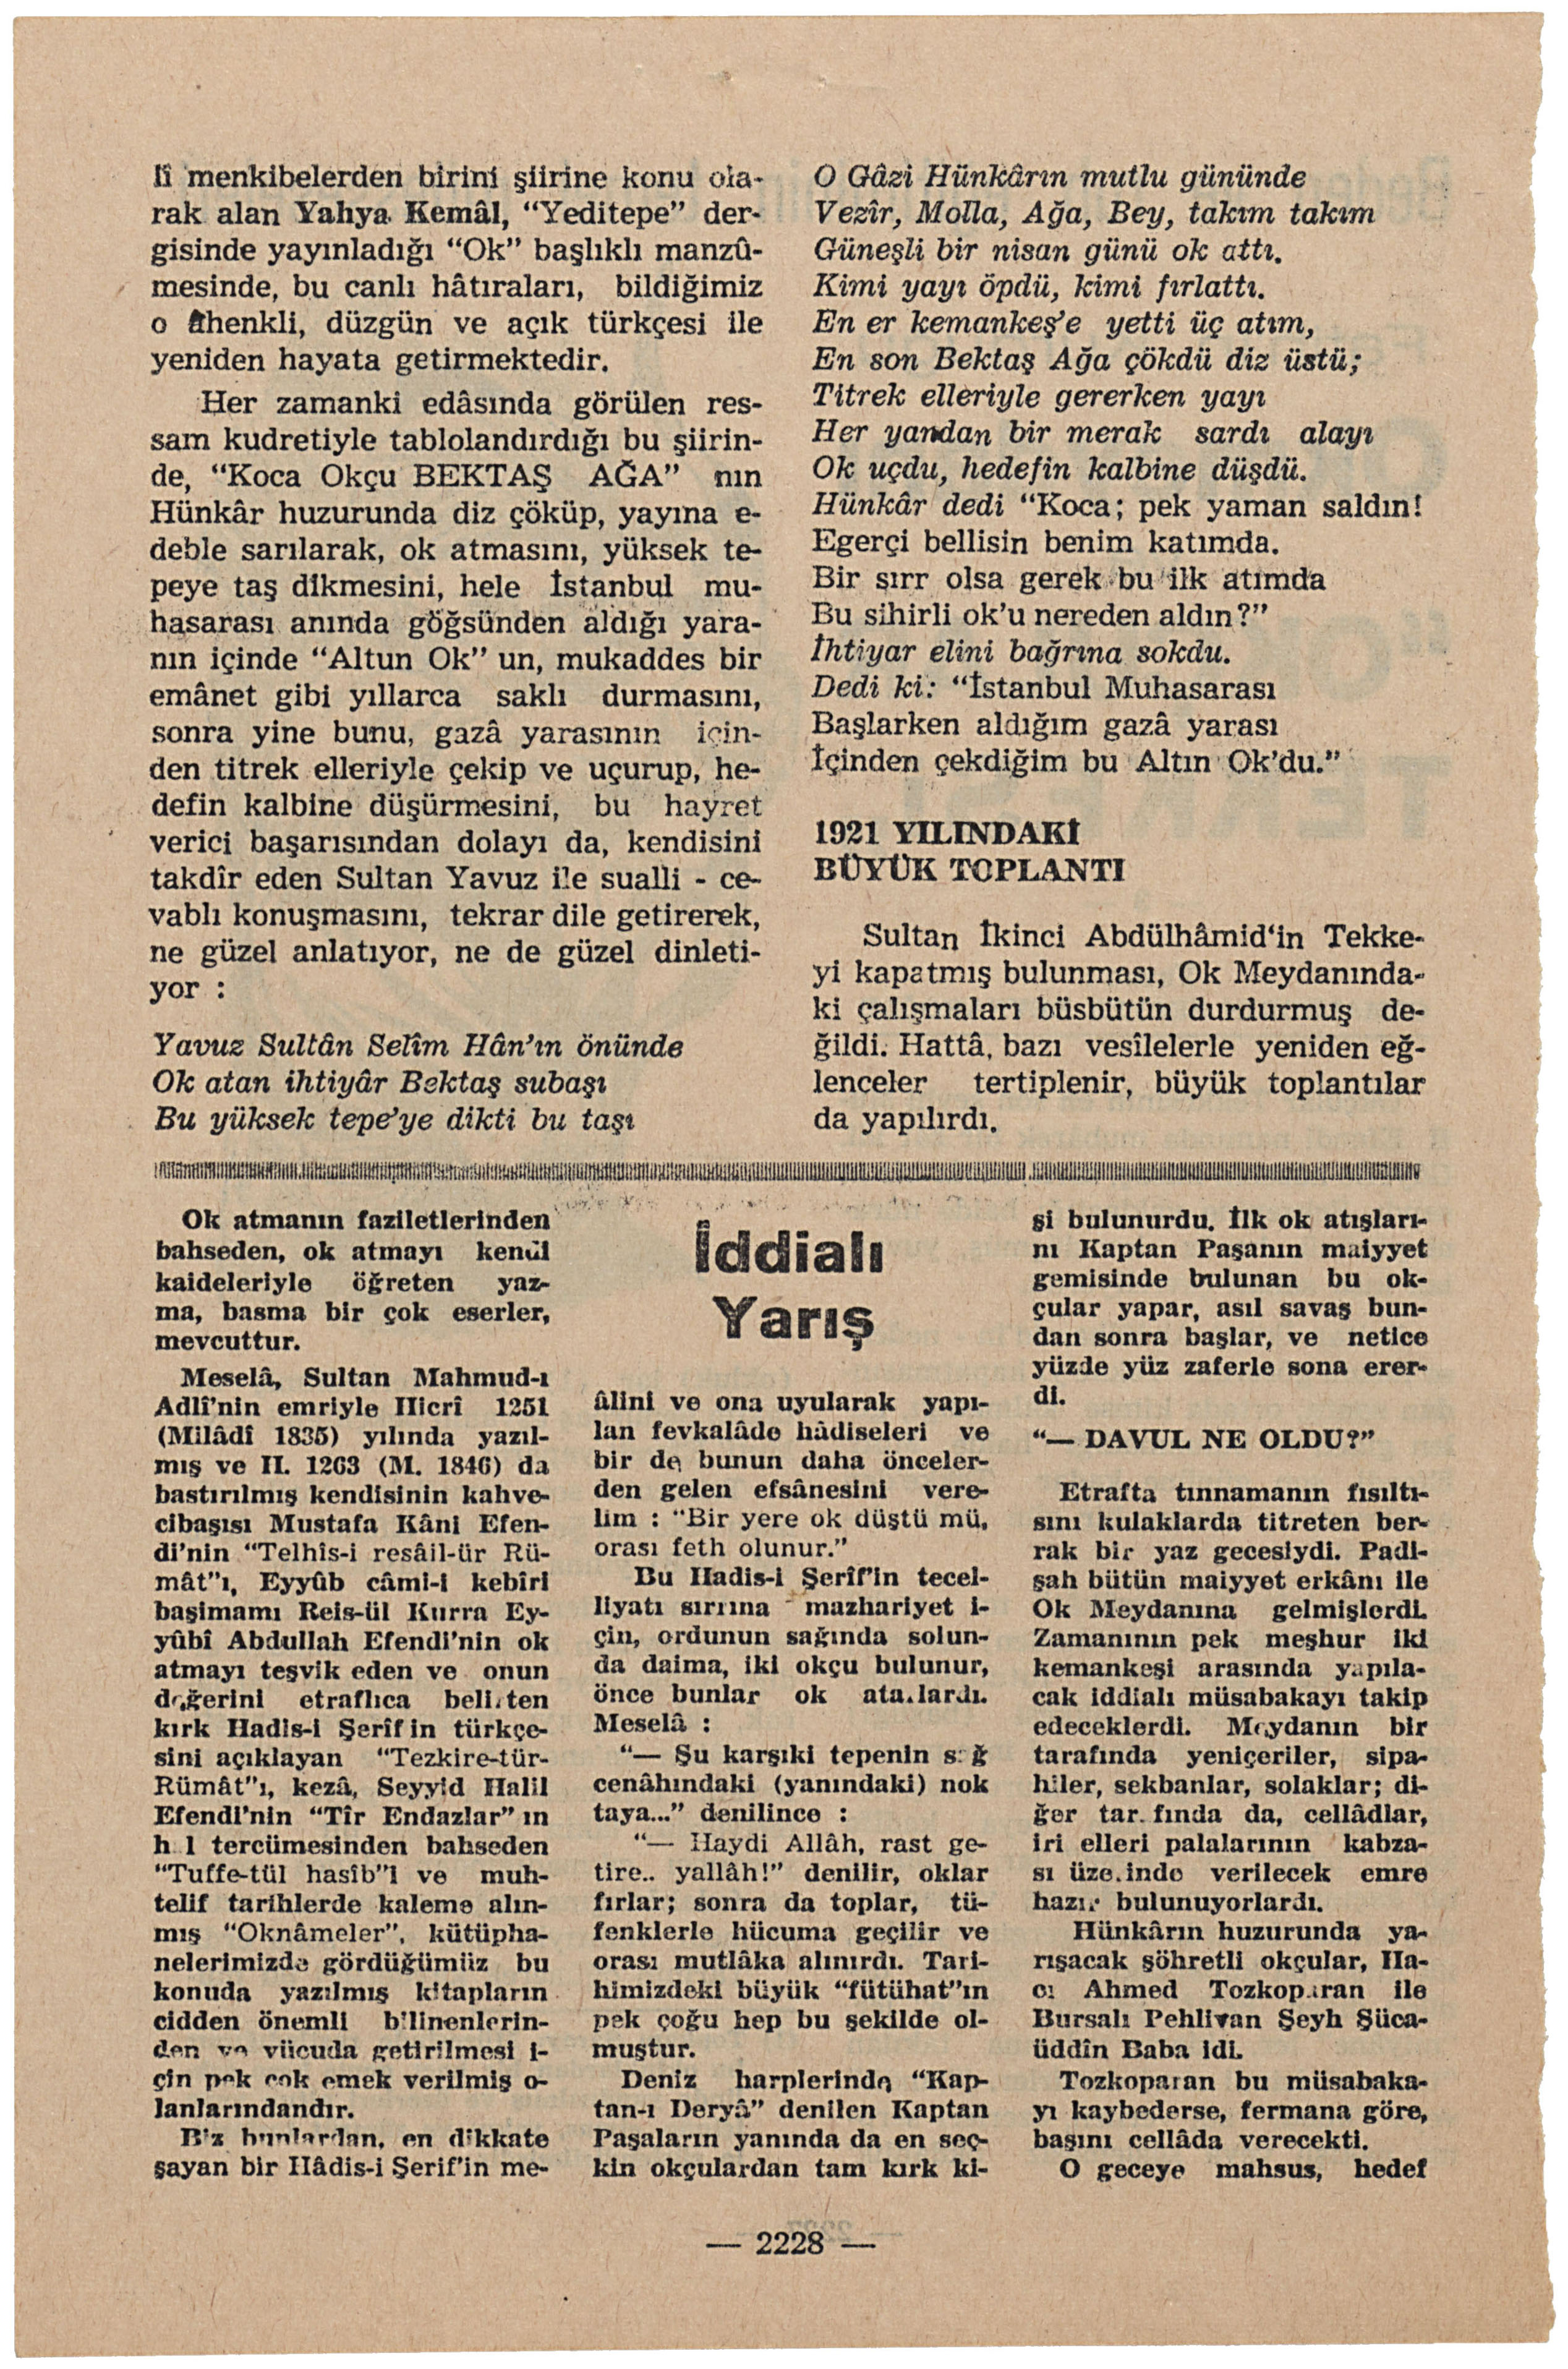 lî menkibelerden birini şiirine konu ola-
rak alan Yahya Kemâl, “Yeditepe” der-
gisinde yayınladığı “Ok” başlıklı manzû-
mesinde, bu canlı hâtıraları, bildiğimiz
o âhenkli, düzgün ve açık türkçesi ile
yeniden hayata getirmektedir.
Her zamanki edâsında görülen res-
sam kudretiyle tablolandırdığı bu şiirin-
de, “Koca Okçu BEKTAŞ AĞA” nın
Hünkâr huzurunda diz çöküp, yayına e-
deble sarılarak, ok atmasını, yüksek te-
peye taş dikmesini, hele İstanbul mu-
hasarası anında göğsünden aldığı yara-
nın içinde “Altun Ok” un, mukaddes bir
emânet gibi yıllarca saklı durmasını,
sonra yine bunu, gazâ yarasının için-
den titrek elleriyle çekip ve uçurup, he-
defin kalbine düşürmesini, bu hayret
verici başarısından dolayı da, kendisini
takdîr eden Sultan Yavuz ile sualli - ce-
vablı konuşmasını, tekrar dile getirerek,
ne güzel anlatıyor, ne de güzel dinleti-
yor :
Yavuz Sultân Selîm Hân’ın önünde
Ok atan ihtiyâr Bektaş subaşı
Bu yüksek tepe’ye dikti bu taşı
O Gâzi Hünkârın mutlu gününde
Vezîr, Molla, Ağa, Bey, takım takım
Güneşli bir nisan günü ok attı.
Kimi yayı öpdü, kimi fırlattı.
En er kemankeş’e yetti üç atım,
En son Bektaş Ağa çökdü diz üstü;
Titrek elleriyle gererken yayı
Her yandan bir merak sardı alayı
Ok uçdu, hedefin kalbine düşdü.
Hünkâr dedi “Koca; pek yaman saldın!
Egerçi bellisin benim katımda.
Bir sırr olsa gerek bu ilk atımda
Bu sihirli ok’u nereden aldın?”
İhtiyar elini bağrına sokdu.
Dedi ki: “İstanbul Muhasarası
Başlarken aldığım gazâ yarası
İçinden çekdiğim bu Altın Ok’du.”
1921 YILINDAKİ
BÜYÜK TOPLANTI
Sultan İkinci Abdülhâmid‘in Tekke-
yi kapatmış bulunması, Ok Meydanında-
ki çalışmaları büsbütün durdurmuş de-
ğildi. Hattâ, bazı vesîlelerle yeniden eğ-
lenceler tertiplenir, büyük toplantılar
da yapılırdı.
Ok atmanın faziletlerinden
bahseden, ok atmayı kendi
kaideleriyle öğreten yaz-
ma, basma bir çok eserler,
mevcuttur.
Meselâ, Sultan Mahmud-ı
Adlî’nin emriyle Hicrî 1251
(Milâdî 1835) yılında yazıl-
mış ve H. 1263 (M. 1846) da
bastırılmış kendisinin kahve-
cibaşısı Mustafa Kâni Efen-
di’nin “Telhîs-i resâil-ür Rü-
mât”ı, Eyyûb câmi-i kebîri
başimamı Reis-ül Kurra Ey-
yûbî Abdullah Efendi’nin ok
atmayı teşvik eden ve onun
değerini etraflıca belirten
kırk Hadis-i Şerîf in türkçe-
sini açıklayan “Tezkire-tür-
Rümât”ı, kezâ, Seyyid Halil
Efendi’nin “Tîr Endazlar” ın
h l tercümesinden bahseden
“Tuffe-tül hasîb”i ve muh-
telif tarihlerde kaleme alın-
mış “Oknâmeler”, kütüpha-
nelerimizde gördüğümüz bu
konuda yazılmış kitapların
cidden önemli bilinenlerin-
den ve vücuda getirilmesi i-
çin pek çok emek verilmiş o-
lanlarındandır.
Biz bunlardan, en dikkate
şayan bir Hâdis-i Şerif’in me-
İddialı
Yarış
âlini ve ona uyularak yapı-
lan fevkalâde hâdiseleri ve
bir de bunun daha önceler-
den gelen efsânesini vere-
lim : “Bir yere ok düştü mü,
orası feth olunur.”
Bu Hadis-i Şerîf’in tecel-
liyatı sırrına mazhariyet i-
çin, ordunun sağında solun-
da daima, iki okçu bulunur,
önce bunlar ok atarlardı.
Meselâ :
“— Şu karşıki tepenin sağ
cenâhındaki (yanındaki) nok
taya...” denilince :
“— Haydi Allâh, rast ge-
tire.. yallâh!” denilir, oklar
fırlar; sonra da toplar, tü-
fenklerle hücuma geçilir ve
orası mutlâka alınırdı. Tari-
himizdeki büyük “fütühat”ın
pek çoğu hep bu şekilde ol-
muştur.
Deniz harplerinde “Kap-
tan-ı Deryâ” denilen Kaptan
Paşaların yanında da en seç-
kin okçulardan tam kırk ki-
şi bulunurdu. İlk ok atışları-
nı Kaptan Paşanın maiyyet
gemisinde bulunan bu ok-
çular yapar, asıl savaş bun-
dan sonra başlar, ve netice
yüzde yüz zaferle sona erer-
di.
“— DAVUL NE OLDU?”
Etrafta tınnamanın fısıltı-
sını kulaklarda titreten ber-
rak bir yaz gecesiydi. Padi-
şah bütün maiyyet erkânı ile
Ok Meydanına gelmişlerdi.
Zamanının pek meşhur iki
kemankeşi arasında yapıla-
cak iddialı müsabakayı takip
edeceklerdi. Meydanın bir
tarafında yeniçeriler, sipa-
hiler, sekbanlar, solaklar; di-
ğer tarafında da, cellâdlar,
iri elleri palalarının kabza-
sı üzerinde verilecek emre
hazır bulunuyorlardı.
Hünkârın huzurunda ya-
rışacak şöhretli okçular, Ha-
cı Ahmed Tozkoparan ile
Bursalı Pehlivan Şeyh Şüca-
üddîn Baba idi.
Tozkoparan bu müsabaka-
yı kaybederse, fermana göre,
başını cellâda verecekti.
O geceye mahsus, hedef
— 2228 —